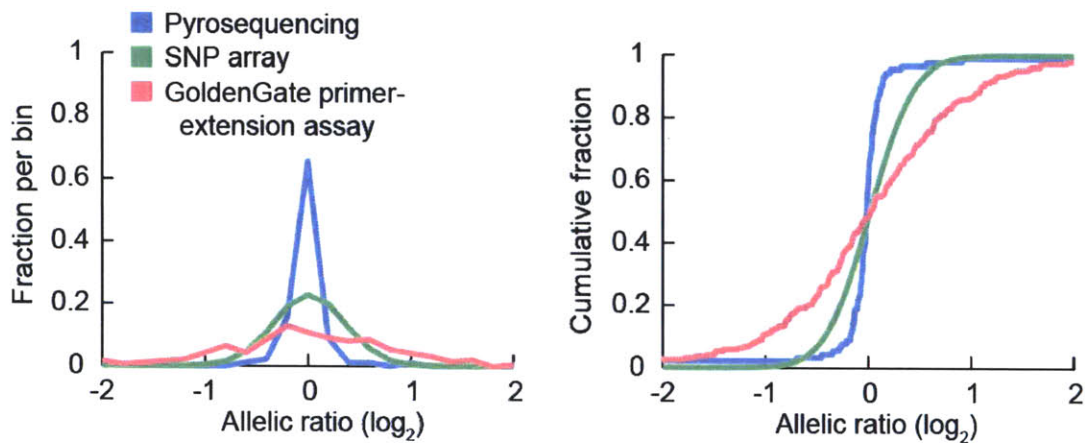 Pyrosequencing
SNP array
GoldenGate primer-
extension assay
Fraction per bin
1
0.8
0.6
0.4
0.2
0
-2
-1
0
1
2
Allelic ratio (log2)
Cumulative fraction
1
0.8
0.6
0.4
0.2
0
-2
-1
0
1
2
Allelic ratio (log2)